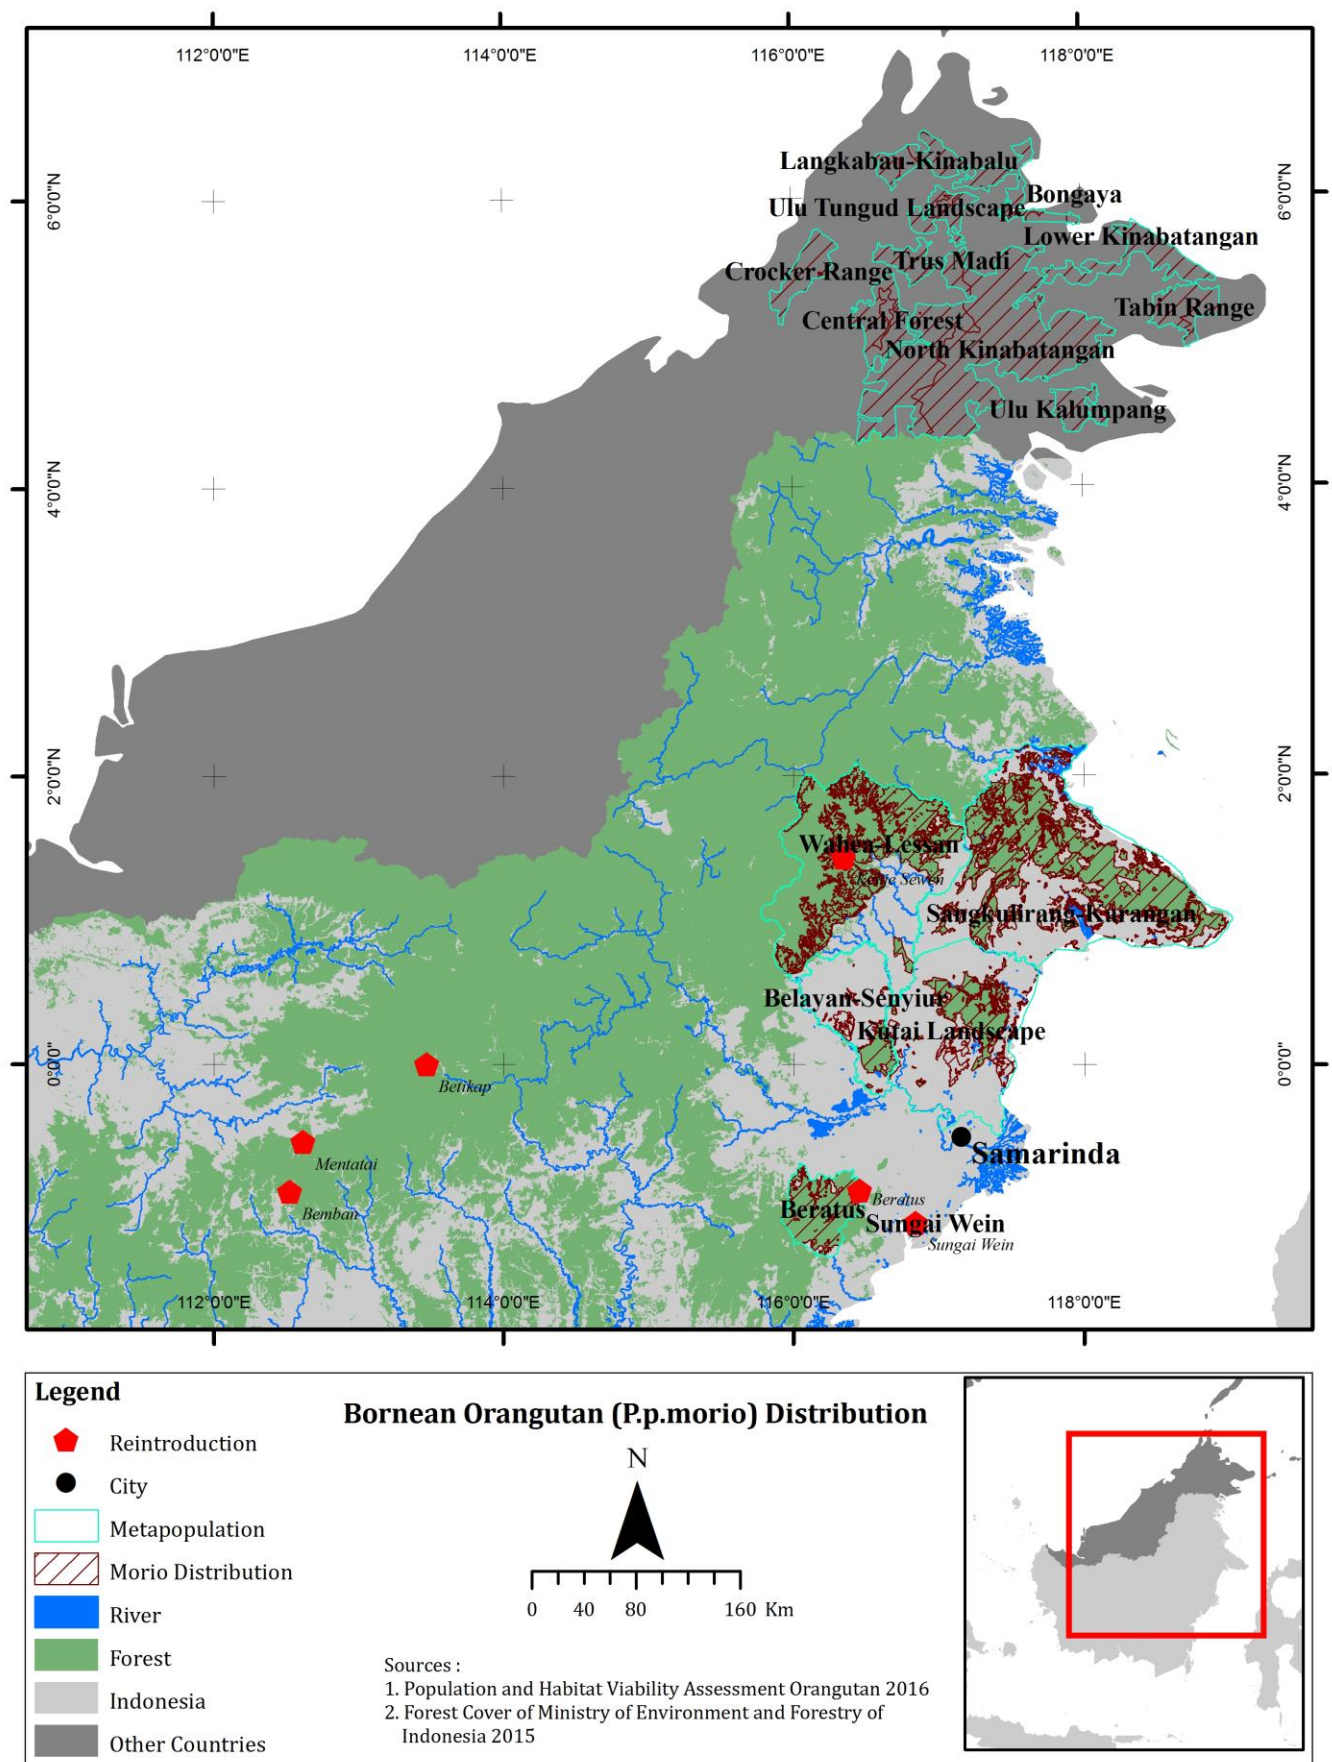 112°0'0"E
114°0'0"E
116°0'0"E
118°0'0"E
6°0'0"N
6°0'0"N
Langkabau-Kinabalu
Bongaya
Ulu Tungud Landscape
Lower Kinabatangan
Trus Madi
Crocker Range
Tabin Range
Central Forest
North Kinabatangan
Ulu Kalumpang
4°0'0"N
4°0'0"N
2°0'0"N
2°0'0"N
Wahea-Lessan
Kehje Sewen
Sangkulirang-Karangan
Belayan-Senyiur
Kutai Landscape
0°0'0"
0°0'0"
Betikap
Samarinda
Mentatai
Bemban
Beratus
Beratus
Sungai Wein
Sungai Wein
112°0'0"E
114°0'0"E
116°0'0"E
118°0'0"E
Legend
Reintroduction
City
Metapopulation
Morio Distribution
River
Forest
Indonesia
Other Countries
Bornean Orangutan (P.p.morio) Distribution
N
0 40 80 160 Km
Sources :
1. Population and Habitat Viability Assessment Orangutan 2016
2. Forest Cover of Ministry of Environment and Forestry of
Indonesia 2015